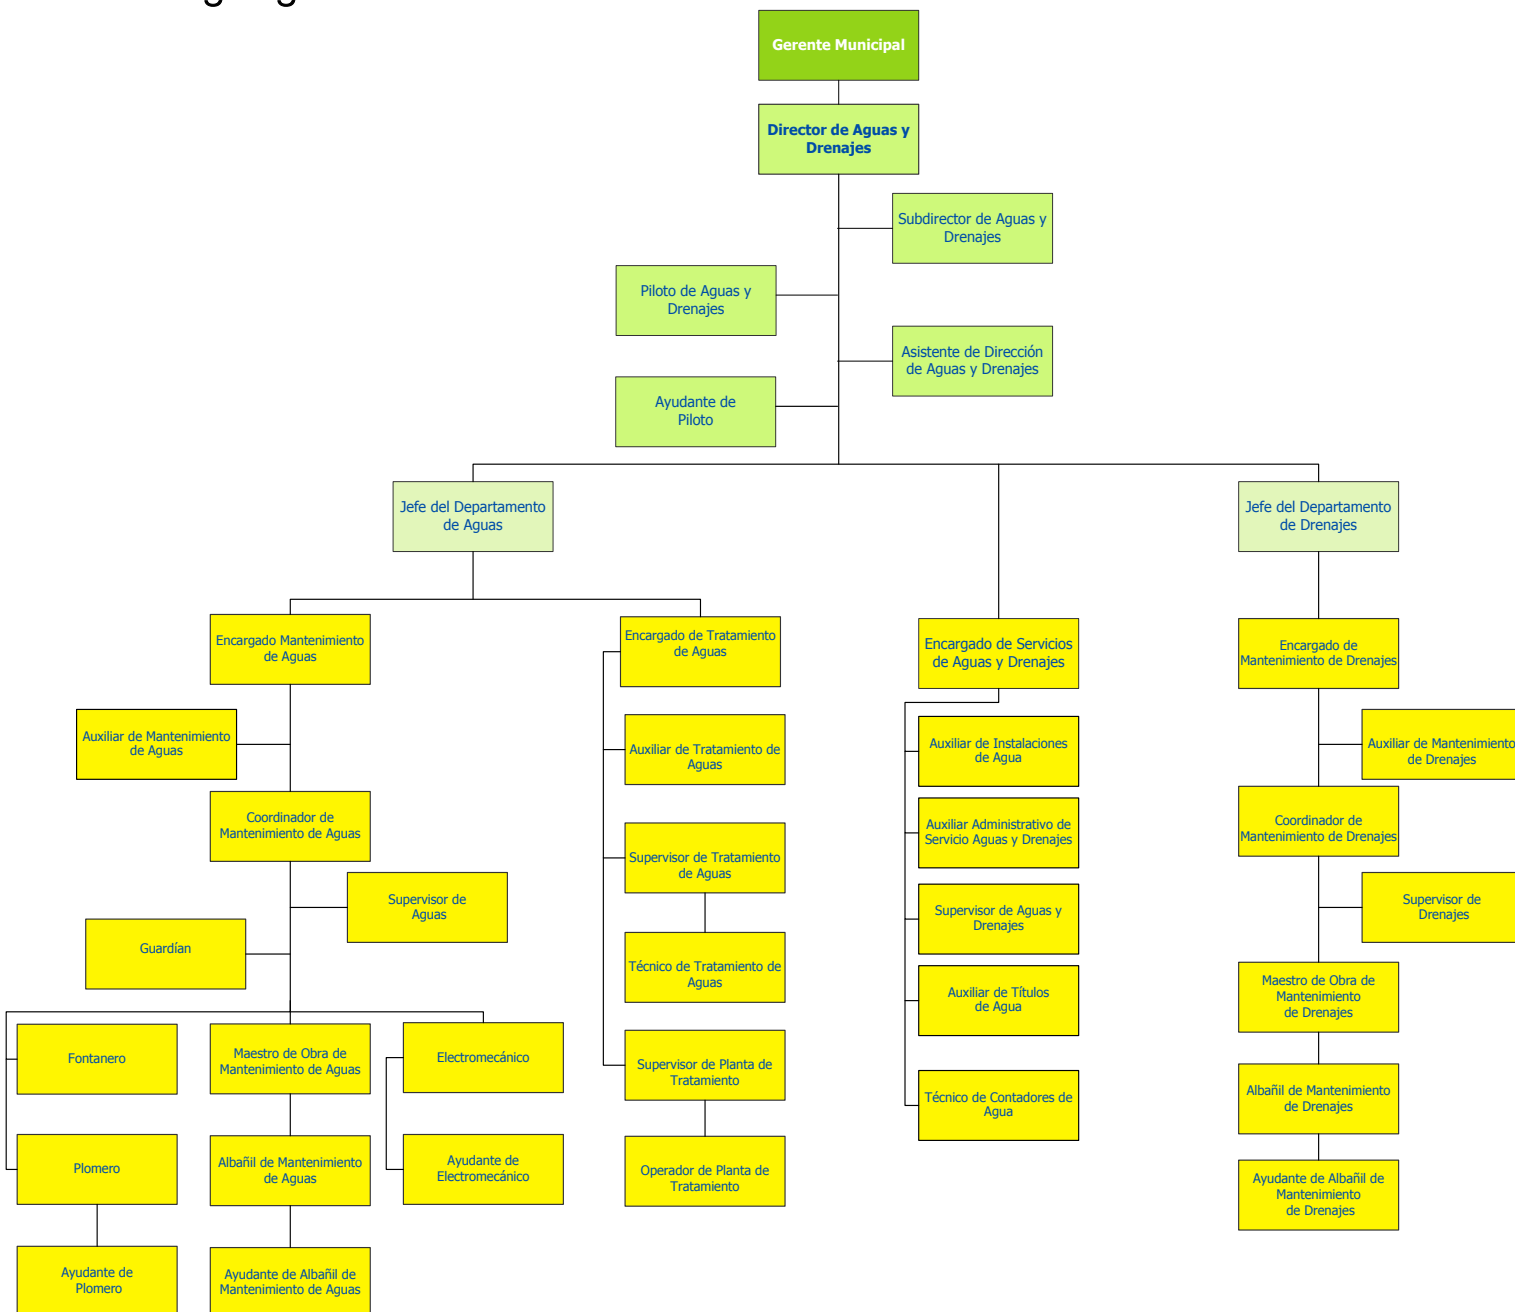 Gerente Municipal
Director de Aguas y
Drenajes
Subdirector de Aguas y
Drenajes
Piloto de Aguas y
Drenajes
Asistente de Dirección
de Aguas y Drenajes
Ayudante de
Piloto
Jefe del Departamento
de Aguas
Jefe del Departamento
de Drenajes
Encargado Mantenimiento
de Aguas
Encargado de Tratamiento
de Aguas
Encargado de Servicios
de Aguas y Drenajes
Encargado de
Mantenimiento de Drenajes
Auxiliar de Mantenimiento
de Aguas
Auxiliar de Tratamiento de
Aguas
Auxiliar de Instalaciones
de Agua
Auxiliar de Mantenimiento
de Drenajes
Coordinador de
Mantenimiento de Aguas
Supervisor de Tratamiento
de Aguas
Auxiliar Administrativo de
Servicio Aguas y Drenajes
Coordinador de
Mantenimiento de Drenajes
Supervisor de
Aguas
Supervisor de Aguas y
Drenajes
Supervisor de
Drenajes
Guardían
Técnico de Tratamiento de
Aguas
Auxiliar de Títulos
de Agua
Maestro de Obra de
Mantenimiento
de Drenajes
Fontanero
Maestro de Obra de
Mantenimiento de Aguas
Electromecánico
Supervisor de Planta de
Tratamiento
Técnico de Contadores de
Agua
Albañil de Mantenimiento
de Drenajes
Plomero
Albañil de Mantenimiento
de Aguas
Ayudante de
Electromecánico
Operador de Planta de
Tratamiento
Ayudante de Albañil de
Mantenimiento
de Drenajes
Ayudante de
Plomero
Ayudante de Albañil de
Mantenimiento de Aguas